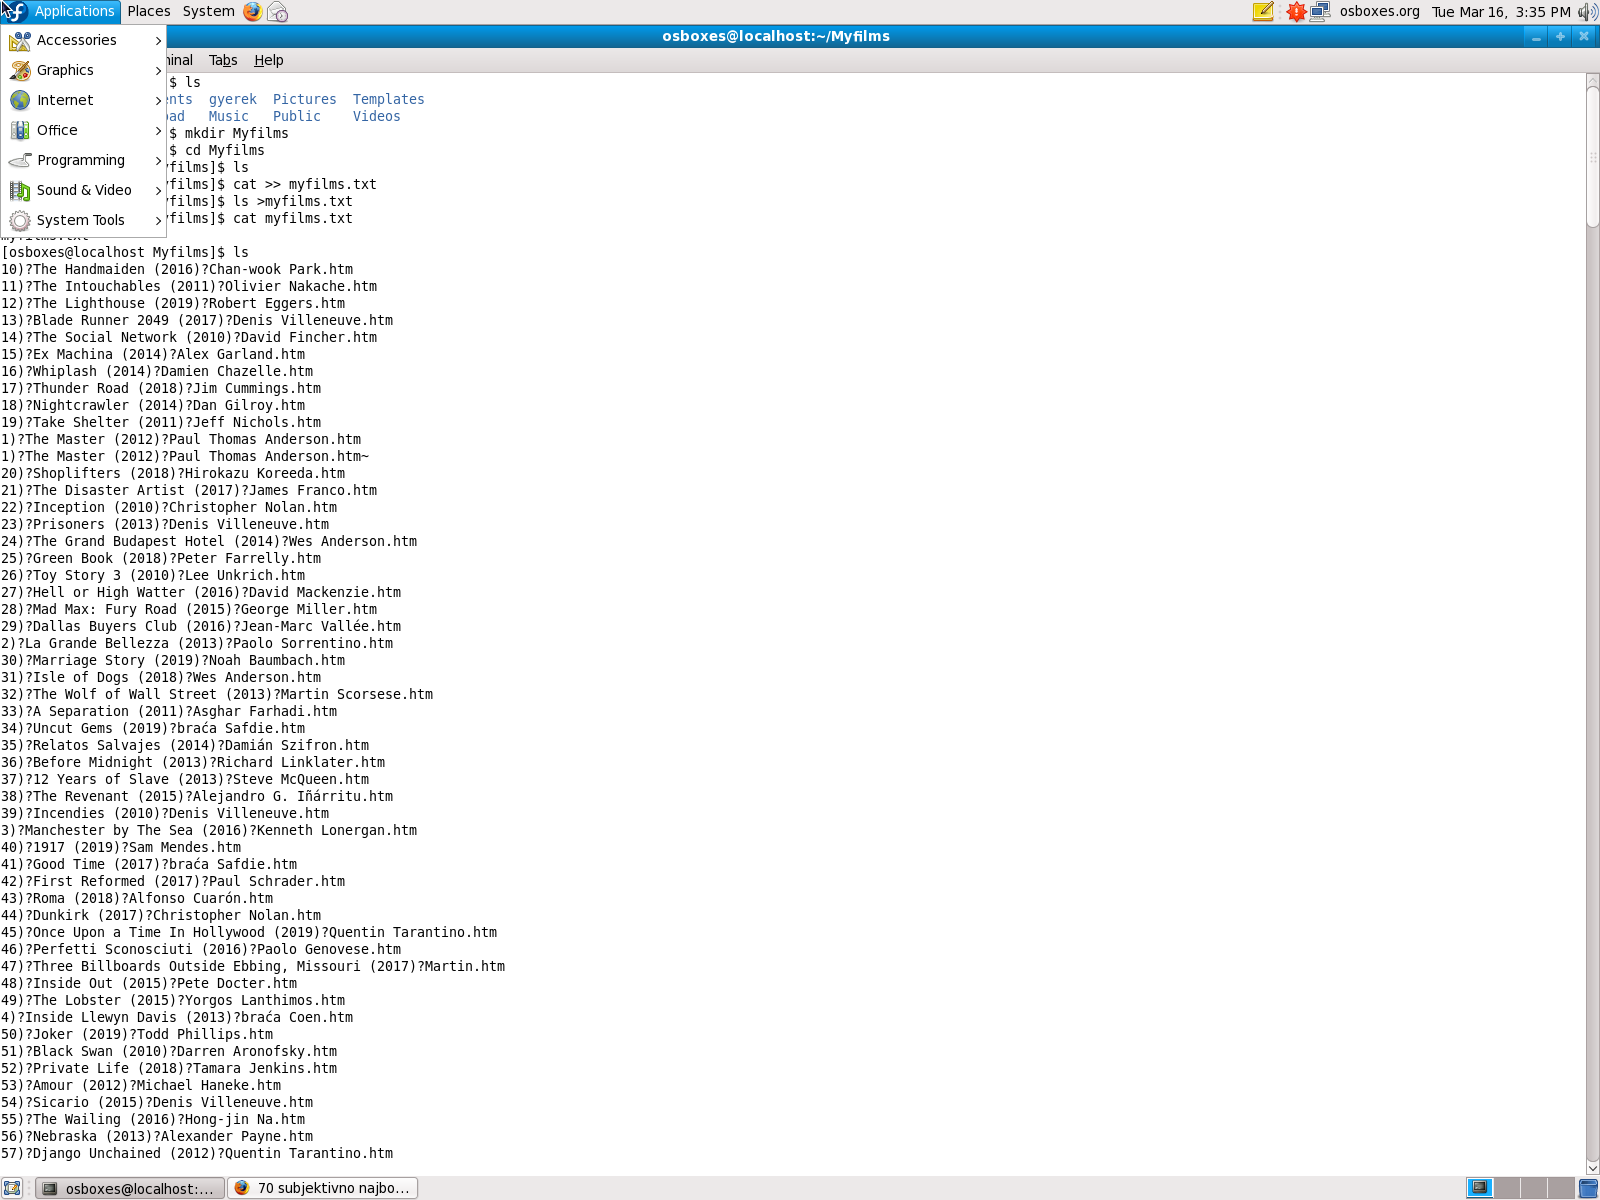 Applications Places System osboxes.org Tue Mar 16, 3:35 PM
osboxes@localhost:~/Myfilms
Tabs Help
Accessories
Graphics
Internet
Office
Programming
Sound & Video
System Tools
$ ls
gyerek Pictures Templates
Music Public Videos
$ mkdir Myfilms
$ cd Myfilms
]$ ls
]$ cat >> myfilms.txt
]$ ls >myfilms.txt
]$ cat myfilms.txt
[osboxes@localhost Myfilms]$ ls
10)?The Handmaiden (2016)?Chan-wook Park.htm
11)?The Intouchables (2011)?Olivier Nakache.htm
12)?The Lighthouse (2019)?Robert Eggers.htm
13)?Blade Runner 2049 (2017)?Denis Villeneuve.htm
14)?The Social Network (2010)?David Fincher.htm
15)?Ex Machina (2014)?Alex Garland.htm
16)?Whiplash (2014)?Damien Chazelle.htm
17)?Thunder Road (2018)?Jim Cummings.htm
18)?Nightcrawler (2014)?Dan Gilroy.htm
19)?Take Shelter (2011)?Jeff Nichols.htm
1)?The Master (2012)?Paul Thomas Anderson.htm
1)?The Master (2012)?Paul Thomas Anderson.htm~
20)?Shoplifters (2018)?Hirokazu Koreeda.htm
21)?The Disaster Artist (2017)?James Franco.htm
22)?Inception (2010)?Christopher Nolan.htm
23)?Prisoners (2013)?Denis Villeneuve.htm
24)?The Grand Budapest Hotel (2014)?Wes Anderson.htm
25)?Green Book (2018)?Peter Farrelly.htm
26)?Toy Story 3 (2010)?Lee Unkrich.htm
27)?Hell or High Watter (2016)?David Mackenzie.htm
28)?Mad Max: Fury Road (2015)?George Miller.htm
29)?Dallas Buyers Club (2016)?Jean-Marc Vallée.htm
2)?La Grande Bellezza (2013)?Paolo Sorrentino.htm
30)?Marriage Story (2019)?Noah Baumbach.htm
31)?Isle of Dogs (2018)?Wes Anderson.htm
32)?The Wolf of Wall Street (2013)?Martin Scorsese.htm
33)?A Separation (2011)?Asghar Farhadi.htm
34)?Uncut Gems (2019)?braća Safdie.htm
35)?Relatos Salvajes (2014)?Damián Szifron.htm
36)?Before Midnight (2013)?Richard Linklater.htm
37)?12 Years of Slave (2013)?Steve McQueen.htm
38)?The Revenant (2015)?Alejandro G. Iñárritu.htm
39)?Incendies (2010)?Denis Villeneuve.htm
3)?Manchester by The Sea (2016)?Kenneth Lonergan.htm
40)?1917 (2019)?Sam Mendes.htm
41)?Good Time (2017)?braća Safdie.htm
42)?First Reformed (2017)?Paul Schrader.htm
43)?Roma (2018)?Alfonso Cuarón.htm
44)?Dunkirk (2017)?Christopher Nolan.htm
45)?Once Upon a Time In Hollywood (2019)?Quentin Tarantino.htm
46)?Perfetti Sconosciuti (2016)?Paolo Genovese.htm
47)?Three Billboards Outside Ebbing, Missouri (2017)?Martin.htm
48)?Inside Out (2015)?Pete Docter.htm
49)?The Lobster (2015)?Yorgos Lanthimos.htm
4)?Inside Llewyn Davis (2013)?braća Coen.htm
50)?Joker (2019)?Todd Phillips.htm
51)?Black Swan (2010)?Darren Aronofsky.htm
52)?Private Life (2018)?Tamara Jenkins.htm
53)?Amour (2012)?Michael Haneke.htm
54)?Sicario (2015)?Denis Villeneuve.htm
55)?The Wailing (2016)?Hong-jin Na.htm
56)?Nebraska (2013)?Alexander Payne.htm
57)?Django Unchained (2012)?Quentin Tarantino.htm
osboxes@localhost:... 70 subjektivno najbo...